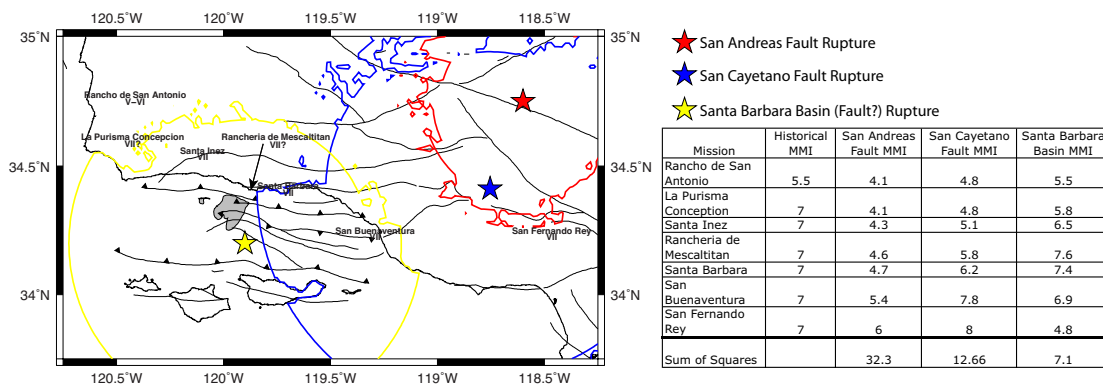 120.5˚W 120˚W 119.5˚W 119˚W 118.5˚W
35˚N 35˚N
34.5˚N 34.5˚N
34˚N 34˚N
120.5˚W 120˚W 119.5˚W 119˚W 118.5˚W
Rancho de San Antonio
V−VI
La Purisma Concepcion
VII?
Rancheria de Mescaltitan
VII?
Santa Inez
VII
Santa Barbara
VII
San Buenaventura
VII
San Fernando Rey
VII
San Andreas Fault Rupture
San Cayetano Fault Rupture
Santa Barbara Basin (Fault?) Rupture
Mission Historical MMI San Andreas Fault MMI San Cayetano Fault MMI Santa Barbara Basin MMI
Rancho de San Antonio 5.5 4.1 4.8 5.5
La Purisma Conception 7 4.1 4.8 5.8
Santa Inez 7 4.3 5.1 6.5
Rancheria de Mescaltitan 7 4.6 5.8 7.6
Santa Barbara 7 4.7 6.2 7.4
San Buenaventura 7 5.4 7.8 6.9
San Fernando Rey 7 6 8 4.8
Sum of Squares 32.3 12.66 7.1